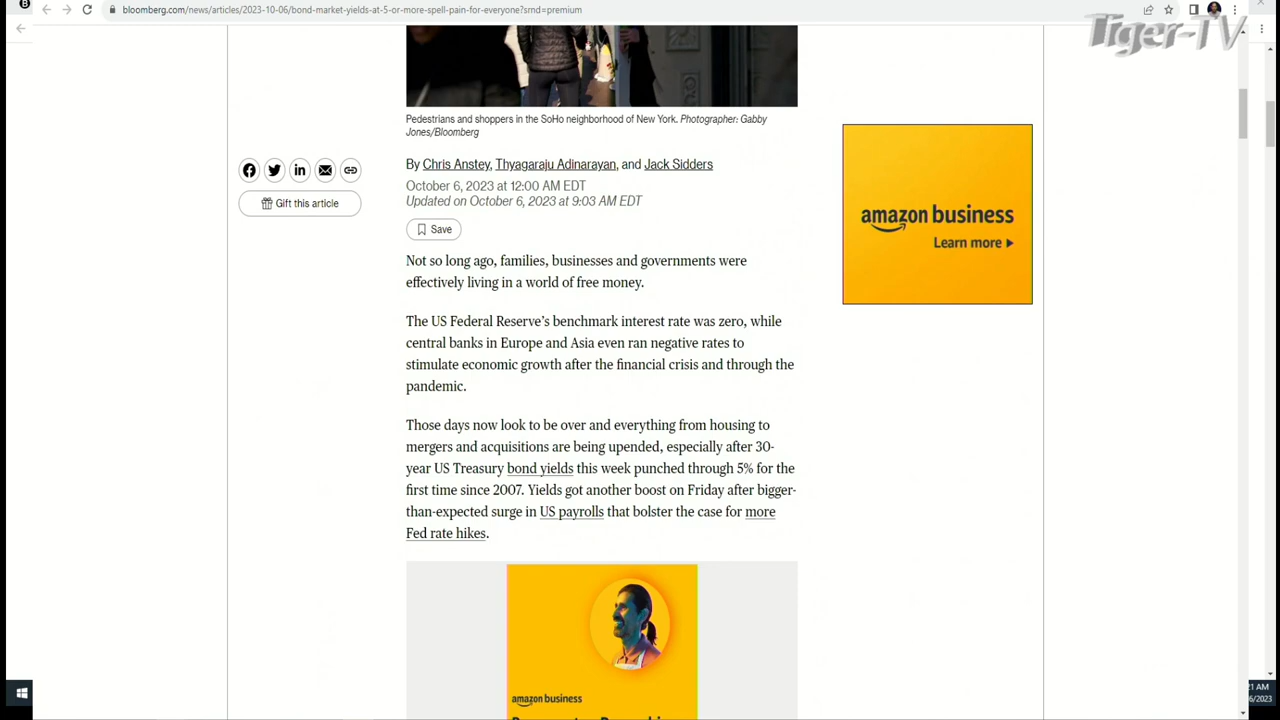 bloomberg.com/news/articles/2023-10-06/bond-market-yields-at-5-or-more-spell-pain-for-everyone?srnd=premium
Tiger-TV
Pedestrians and shoppers in the SoHo neighborhood of New York. Photographer: Gabby
Jones/Bloomberg
By Chris Anstey, Thyagaraju Adinarayan, and Jack Sidders
October 6, 2023 at 12:00 AM EDT
Updated on October 6, 2023 at 9:03 AM EDT
Gift this article
Save
amazon business
Learn more
Not so long ago, families, businesses and governments were
effectively living in a world of free money.
The US Federal Reserve’s benchmark interest rate was zero, while
central banks in Europe and Asia even ran negative rates to
stimulate economic growth after the financial crisis and through the
pandemic.
Those days now look to be over and everything from housing to
mergers and acquisitions are being upended, especially after 30-
year US Treasury bond yields this week punched through 5% for the
first time since 2007. Yields got another boost on Friday after bigger-
than-expected surge in US payrolls that bolster the case for more
Fed rate hikes.
amazon business
21 AM
6/2023